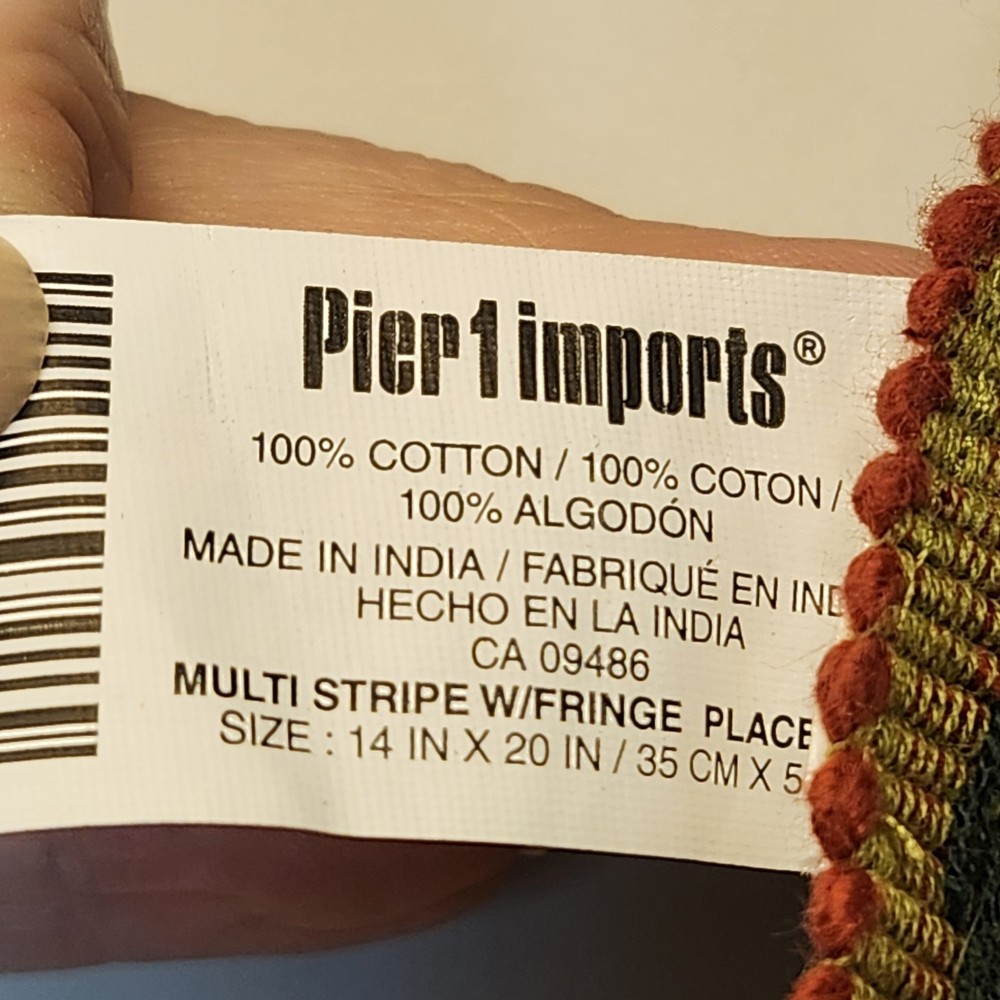 Pier 1 imports®
100% COTTON / 100% COTON /
100% ALGODÓN
MADE IN INDIA / FABRIQUÉ EN IND
HECHO EN LA INDIA
CA 09486
MULTI STRIPE W/FRINGE PLACE
SIZE : 14 IN X 20 IN / 35 CM X 5